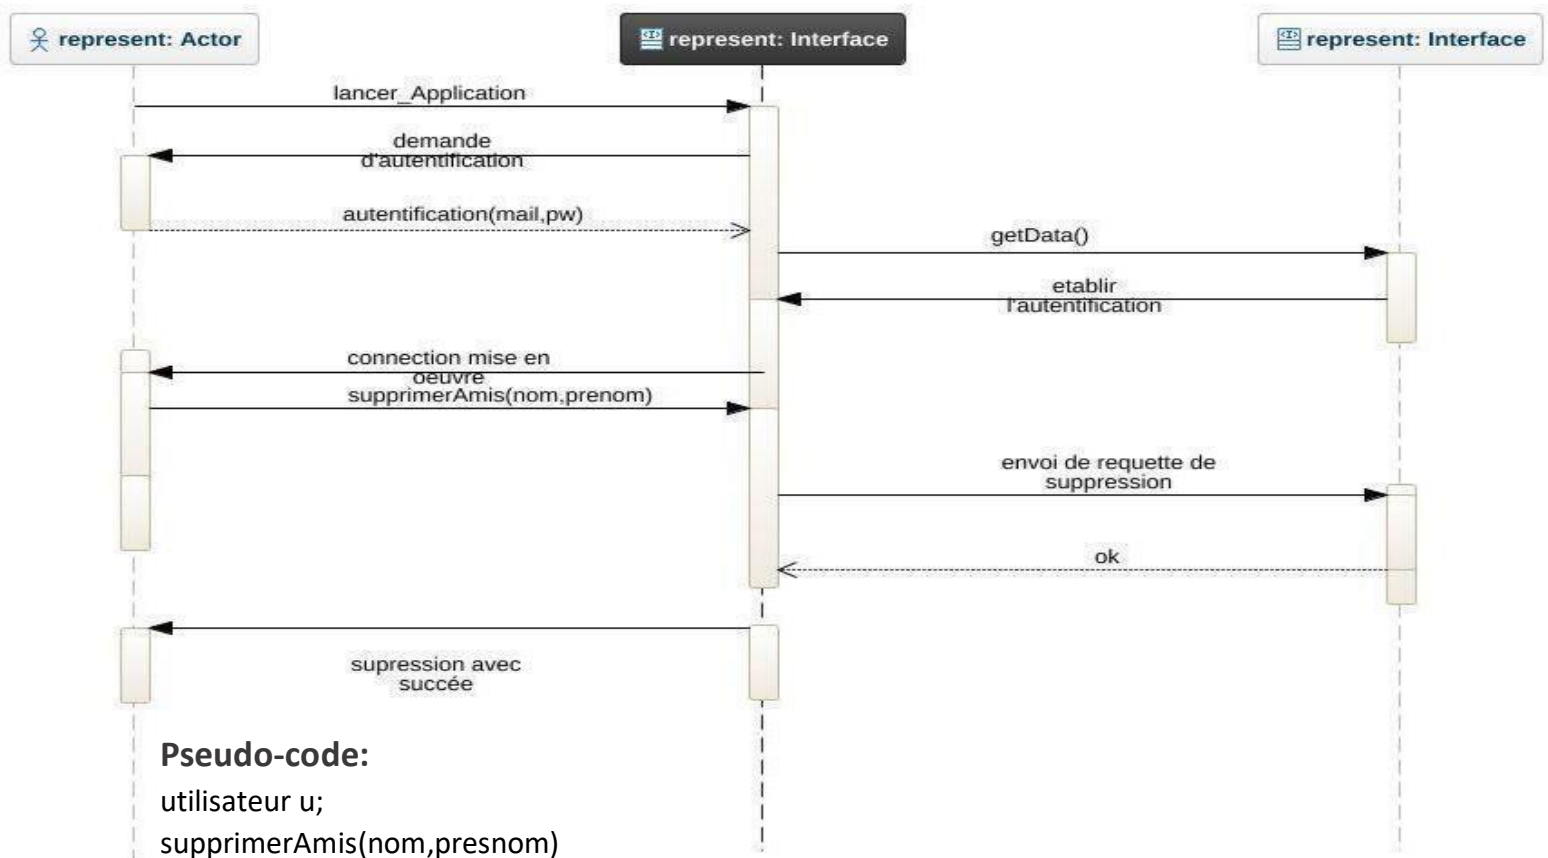 represent: Actor
represent: Interface
represent: Interface
lancer_Application
demande
d'autentification
autentification(mail,pw)
getData()
etablir
l'autentification
connection mise en
oeuvre
supprimerAmis(nom,prenom)
envoi de requette de
suppression
ok
supression avec
succée
Pseudo-code:
utilisateur u;
supprimerAmis(nom,presnom)